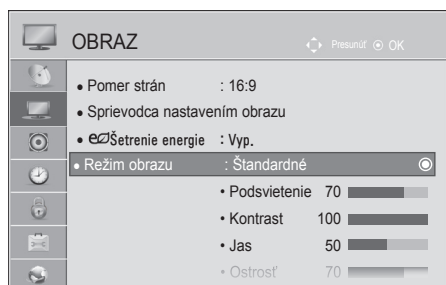 OBRAZ
Presunúť OK
• Pomer strán : 16:9
• Sprievodca nastavením obrazu
• Šetrenie energie : Vyp.
• Režim obrazu : Štandardné
• Podsvietenie 70
• Kontrast 100
• Jas 50
• Ostrosť 70